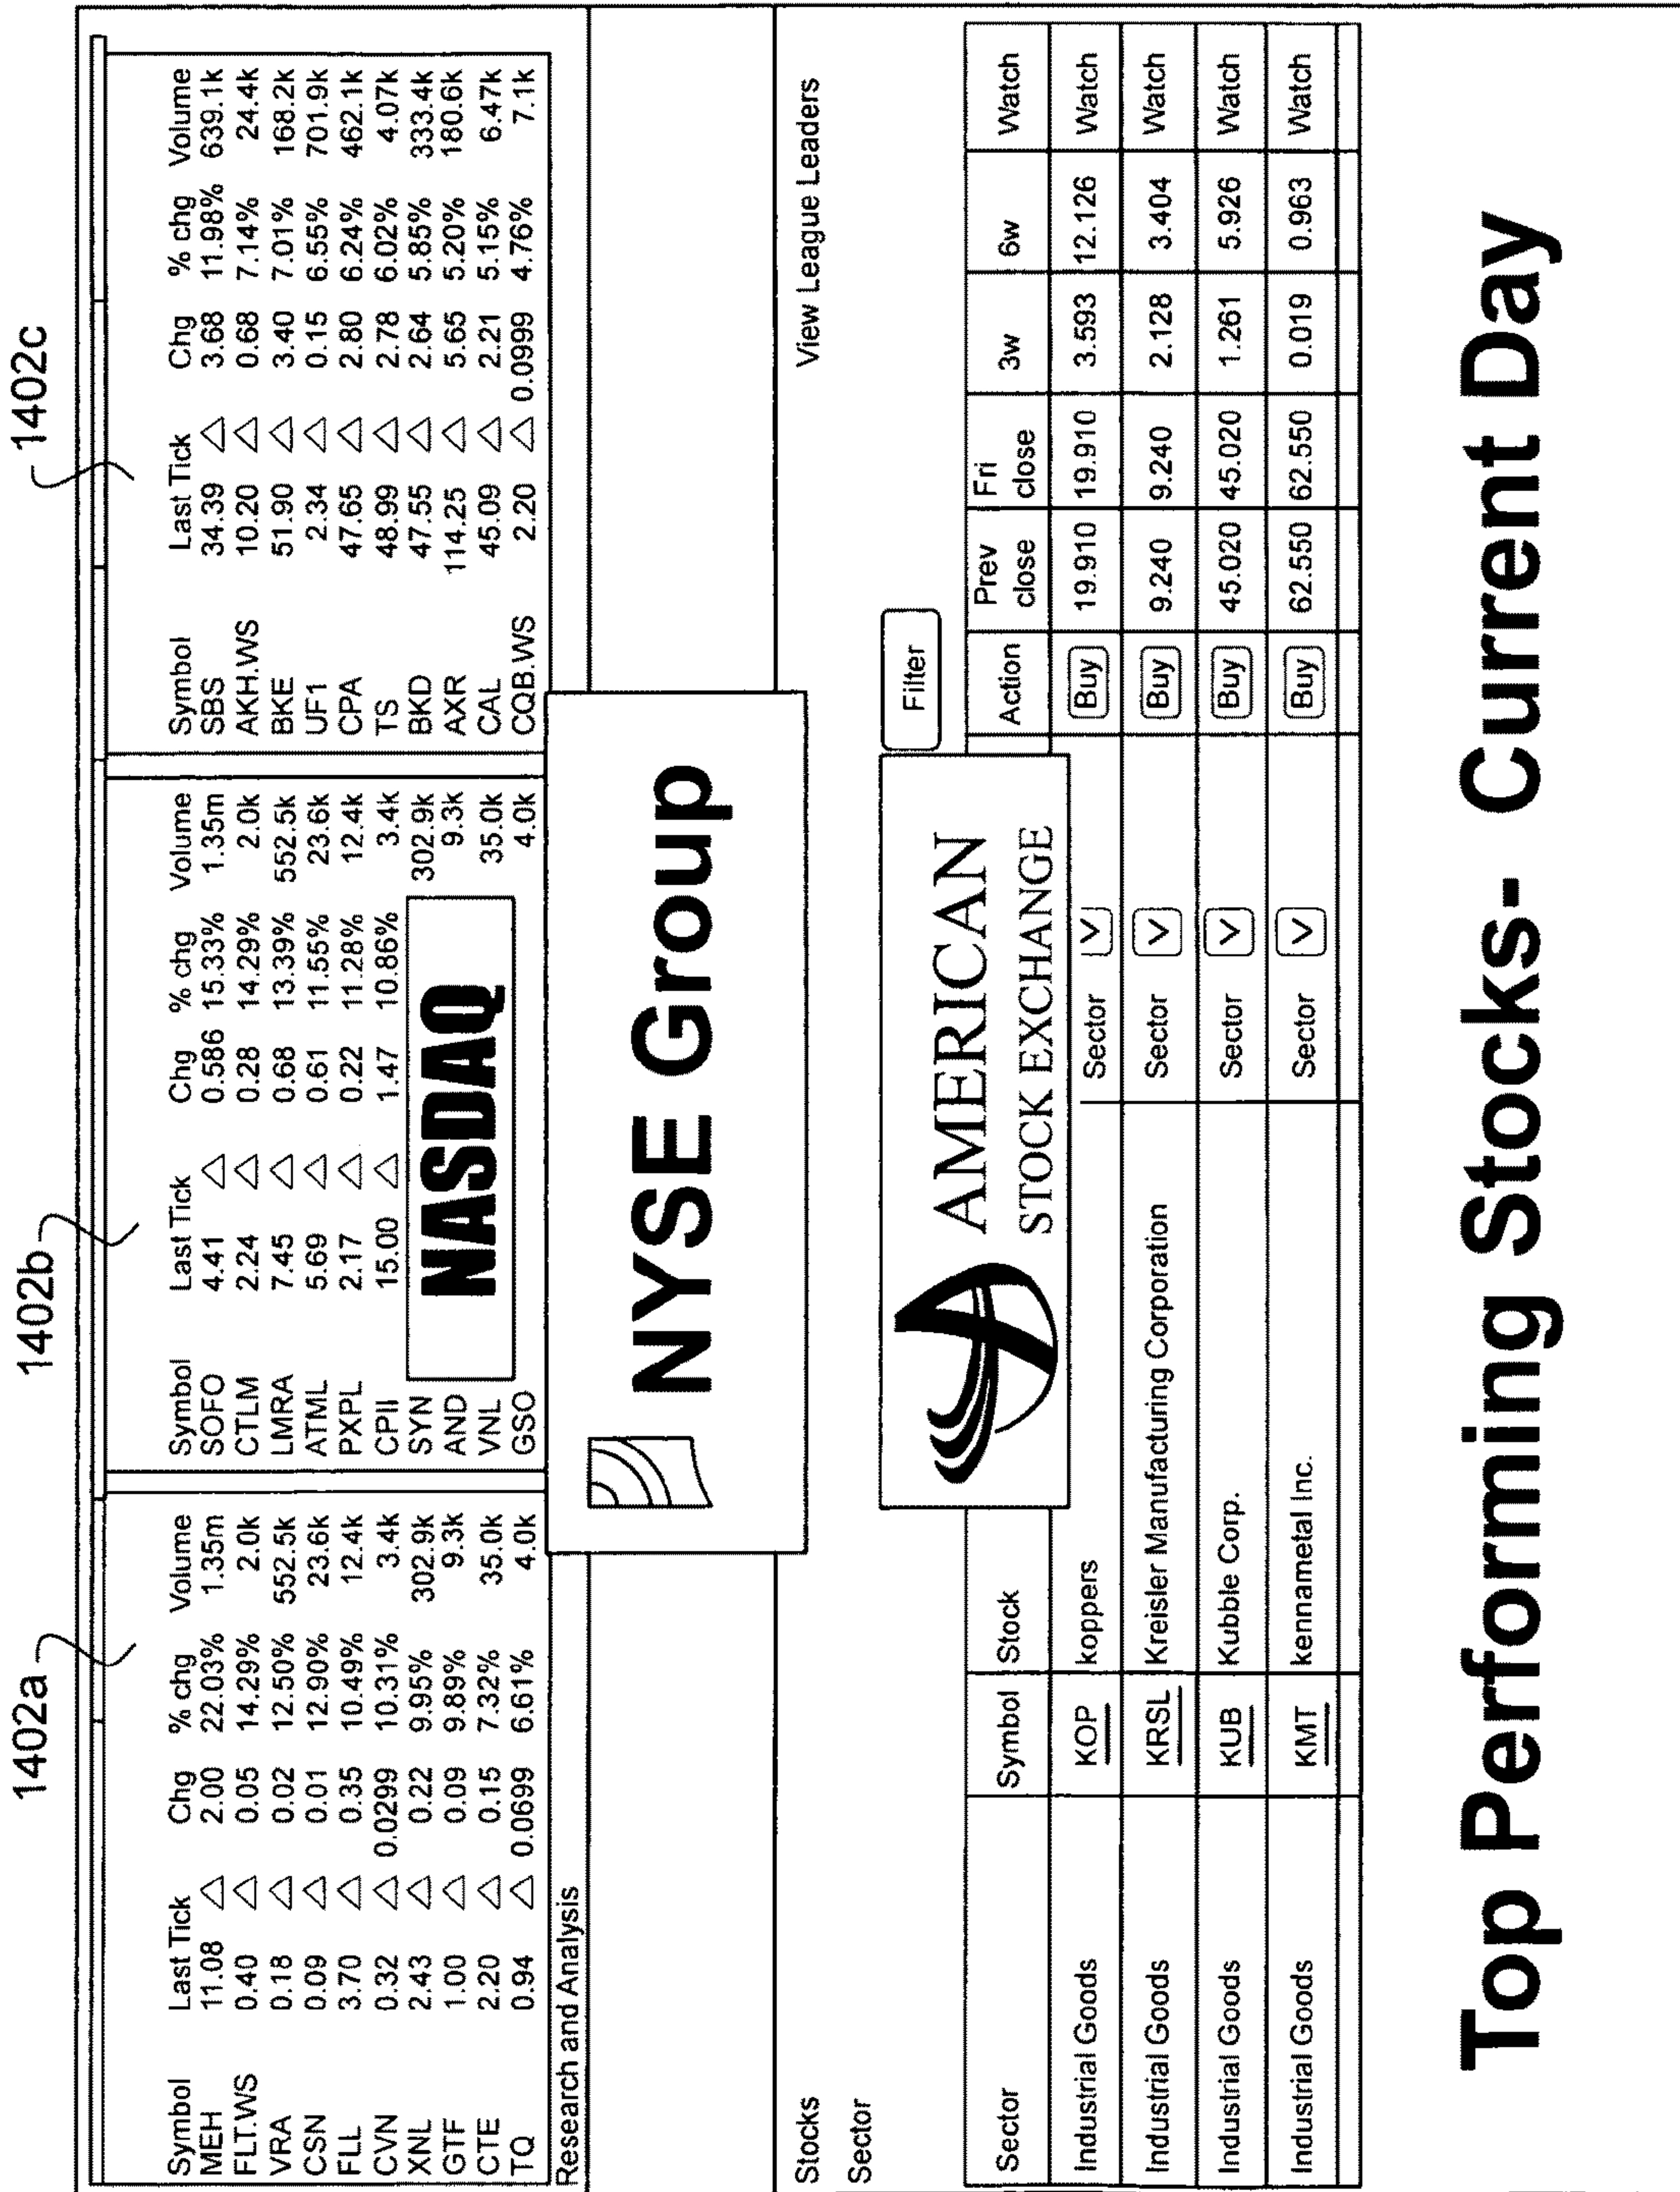 1402a 1402b 1402c
Symbol Last Tick Chg % chg Volume
MEH 11.08 △ 2.00 22.03% 1.35m
FLT.WS 0.40 △ 0.05 14.29% 2.0k
VRA 0.18 △ 0.02 12.50% 552.5k
CSN 0.09 △ 0.01 12.90% 23.6k
FLL 3.70 △ 0.35 10.49% 12.4k
CVN 0.32 △ 0.0299 10.31% 3.4k
XNL 2.43 △ 0.22 9.95% 302.9k
GTF 1.00 △ 0.09 9.89% 9.3k
CTE 2.20 △ 0.15 7.32% 35.0k
TQ 0.94 △ 0.0699 6.61% 4.0k
Symbol Last Tick Chg % chg Volume
SOFO 4.41 △ 0.586 15.33% 1.35m
CTLM 2.24 △ 0.28 14.29% 2.0k
LMRA 7.45 △ 0.68 13.39% 552.5k
ATML 5.69 △ 0.61 11.55% 23.6k
PXPL 2.17 △ 0.22 11.28% 12.4k
CPII 15.00 △ 1.47 10.86% 3.4k
SYN 302.9k
AND 9.3k
VNL 35.0k
GSO 4.0k
NASDAQ
Symbol Last Tick Chg % chg Volume
SBS 34.39 △ 3.68 11.98% 639.1k
AKH.WS 10.20 △ 0.68 7.14% 24.4k
BKE 51.90 △ 3.40 7.01% 168.2k
UF1 2.34 △ 0.15 6.55% 701.9k
CPA 47.65 △ 2.80 6.24% 462.1k
TS 48.99 △ 2.78 6.02% 4.07k
BKD 47.55 △ 2.64 5.85% 333.4k
AXR 114.25 △ 5.65 5.20% 180.6k
CAL 45.09 △ 2.21 5.15% 6.47k
CQB.WS 2.20 △ 0.0999 4.76% 7.1k
Research and Analysis
NYSE Group
Stocks View League Leaders
Sector
Filter
AMERICAN
STOCK EXCHANGE
Sector Symbol Stock Action Prev close Fri close 3w 6w Watch
Industrial Goods KOP koppers Sector Buy 19.910 19.910 3.593 12.126 Watch
Industrial Goods KRSL Kreisler Manufacturing Corporation Sector Buy 9.240 9.240 2.128 3.404 Watch
Industrial Goods KUB Kubble Corp. Sector Buy 45.020 45.020 1.261 5.926 Watch
Industrial Goods KMT kennametal Inc. Sector Buy 62.550 62.550 0.019 0.963 Watch
Top Performing Stocks- Current Day